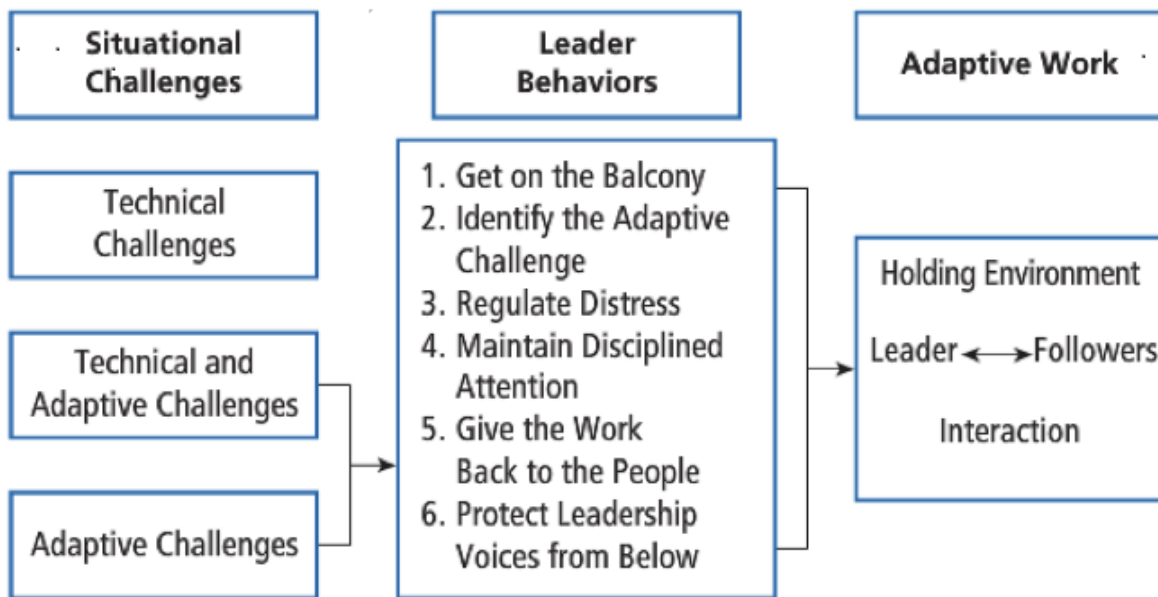 Situational
Challenges
Leader
Behaviors
Adaptive Work
Technical
Challenges
Technical and
Adaptive Challenges
Adaptive Challenges
1. Get on the Balcony
2. Identify the Adaptive
Challenge
3. Regulate Distress
4. Maintain Disciplined
Attention
5. Give the Work
Back to the People
6. Protect Leadership
Voices from Below
Holding Environment
Leader Followers
Interaction